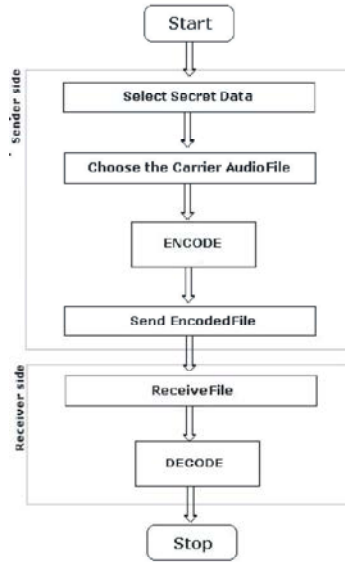 Start
Sender side
Select Secret Data
Choose the Carrier AudioFile
ENCODE
Send EncodedFile
Receiver side
ReceiveFile
DECODE
Stop